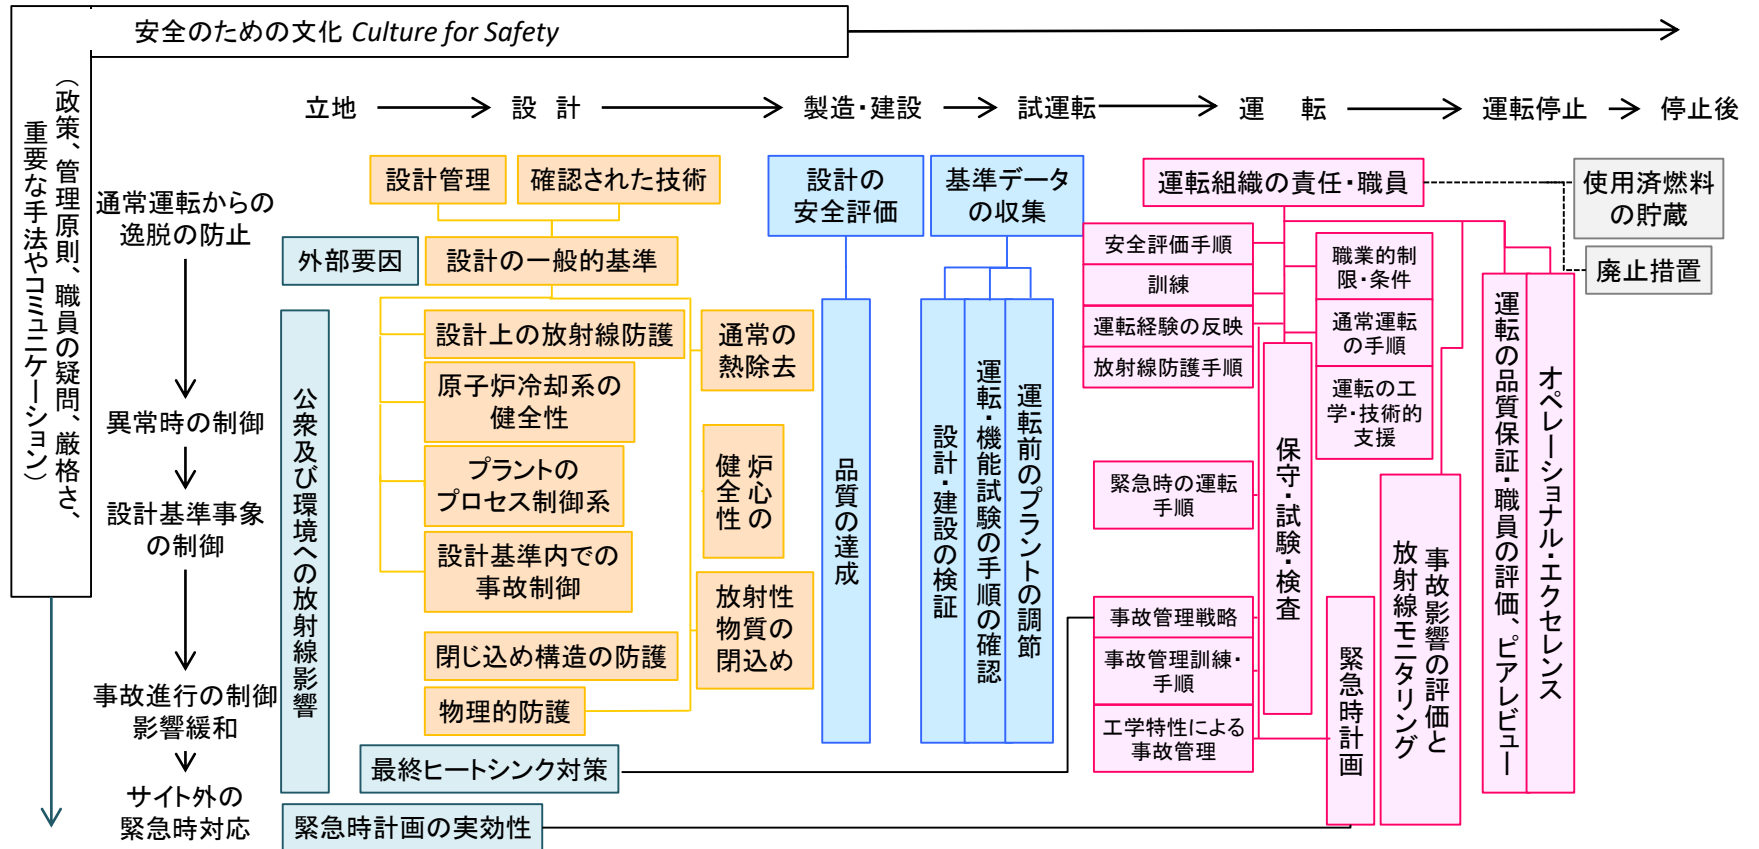 安全のための文化 Culture for Safety
（政策、管理原則、職員の疑問、厳格さ、
重要な手法やコミュニケーション）
立地
設 計
製造・建設
試運転
運 転
運転停止
停止後
通常運転からの
逸脱の防止
異常時の制御
設計基準事象
の制御
事故進行の制御
影響緩和
サイト外の
緊急時対応
外部要因
公衆及び環境への放射線影響
最終ヒートシンク対策
緊急時計画の実効性
設計管理
確認された技術
設計の一般的基準
設計上の放射線防護
原子炉冷却系の
健全性
プラントの
プロセス制御系
設計基準内での
事故制御
閉じ込め構造の防護
物理的防護
通常の
熱除去
炉心の
健全性
放射性
物質の
閉込め
設計の
安全評価
品質の達成
基準データ
の収集
設計・建設の検証
運転・機能試験の手順の確認
運転前のプラントの調節
運転組織の責任・職員
安全評価手順
訓練
運転経験の反映
放射線防護手順
緊急時の運転
手順
事故管理戦略
事故管理訓練・
手順
工学特性による
事故管理
保守・試験・検査
職業的制
限・条件
通常運転
の手順
運転の工
学・技術的
支援
緊急時計画
事故影響の評価と
放射線モニタリング
運転の品質保証・職員の評価、ピアレビュー
オペレーショナル・エクセレンス
使用済燃料
の貯蔵
廃止措置